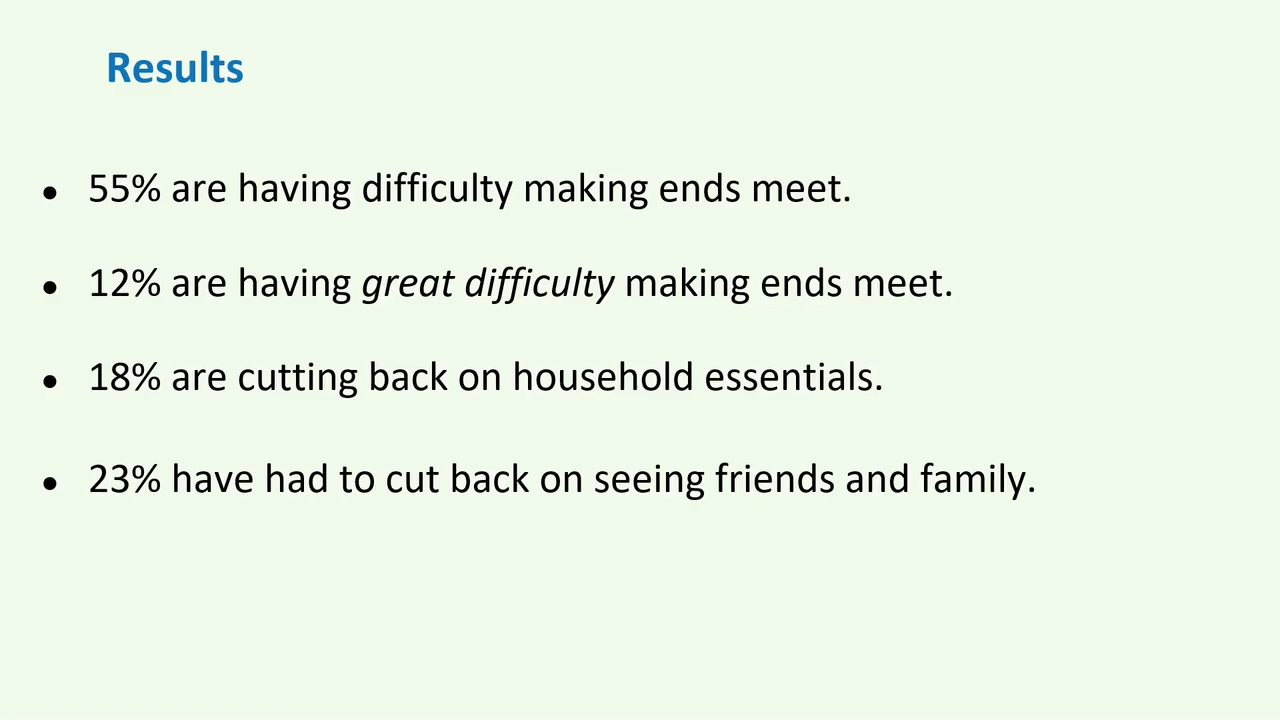 Results
• 55% are having difficulty making ends meet.
• 12% are having great difficulty making ends meet.
• 18% are cutting back on household essentials.
• 23% have had to cut back on seeing friends and family.